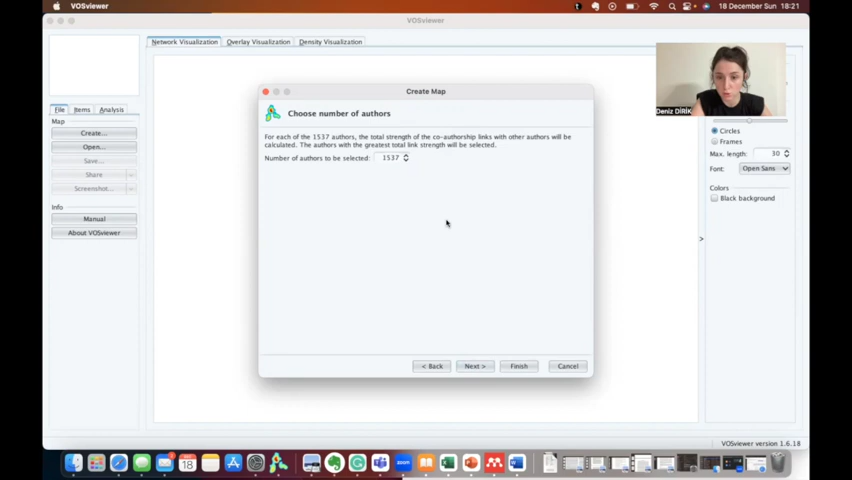 VOSviewer
18 December Sun 18:21
VOSviewer
Network Visualization
Overlay Visualization
Density Visualization
File
Items
Analysis
Map
Create...
Open...
Save...
Share
Screenshot...
Info
Manual
About VOSviewer
Create Map
Choose number of authors
For each of the 1537 authors, the total strength of the co-authorship links with other authors will be
calculated. The authors with the greatest total link strength will be selected.
Number of authors to be selected: 1537
< Back
Next >
Finish
Cancel
Deniz DİRİK
Circles
Frames
Max. length: 30
Font: Open Sans
Colors
Black background
>
VOSviewer version 1.6.18
DEC
18
zoom